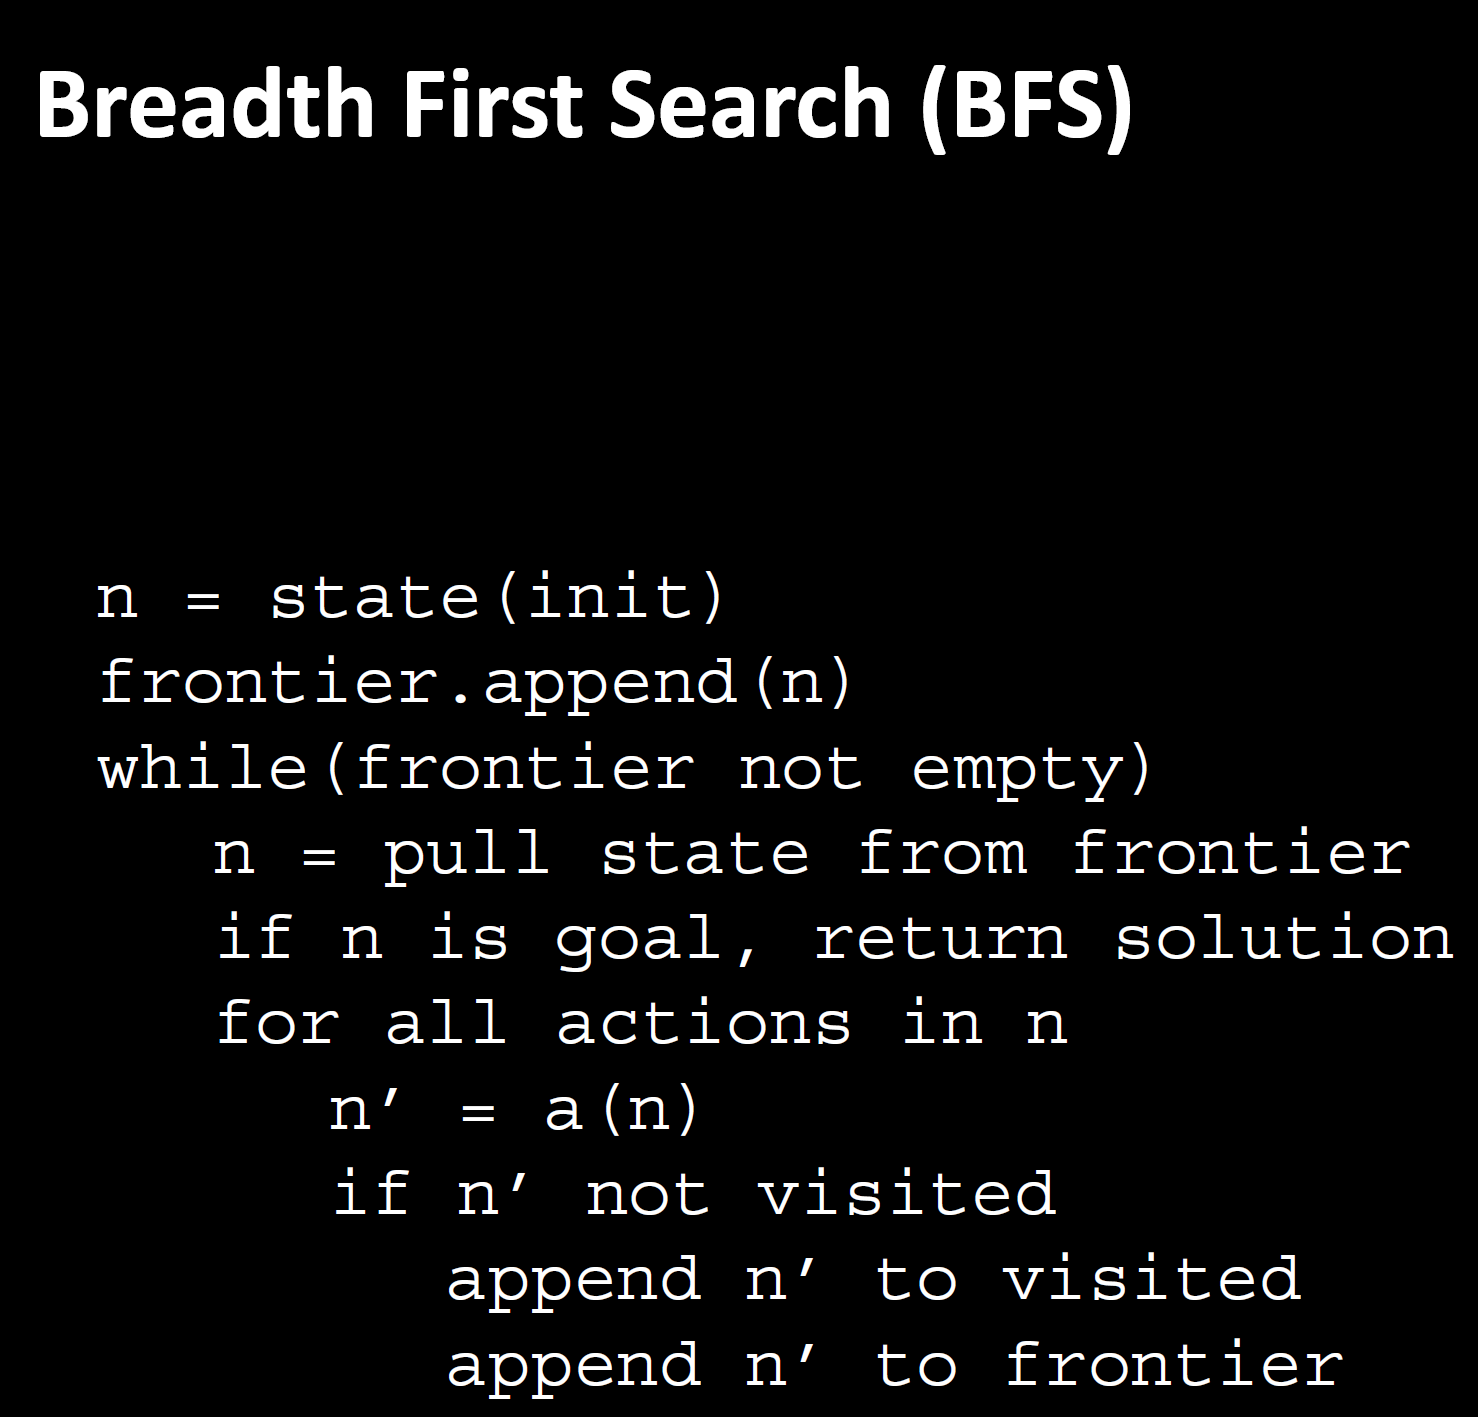 Breadth First Search (BFS)
n = state(init)
frontier.append(n)
while(frontier not empty)
n = pull state from frontier
if n is goal, return solution
for all actions in n
n’ = a(n)
if n’ not visited
append n’ to visited
append n’ to frontier